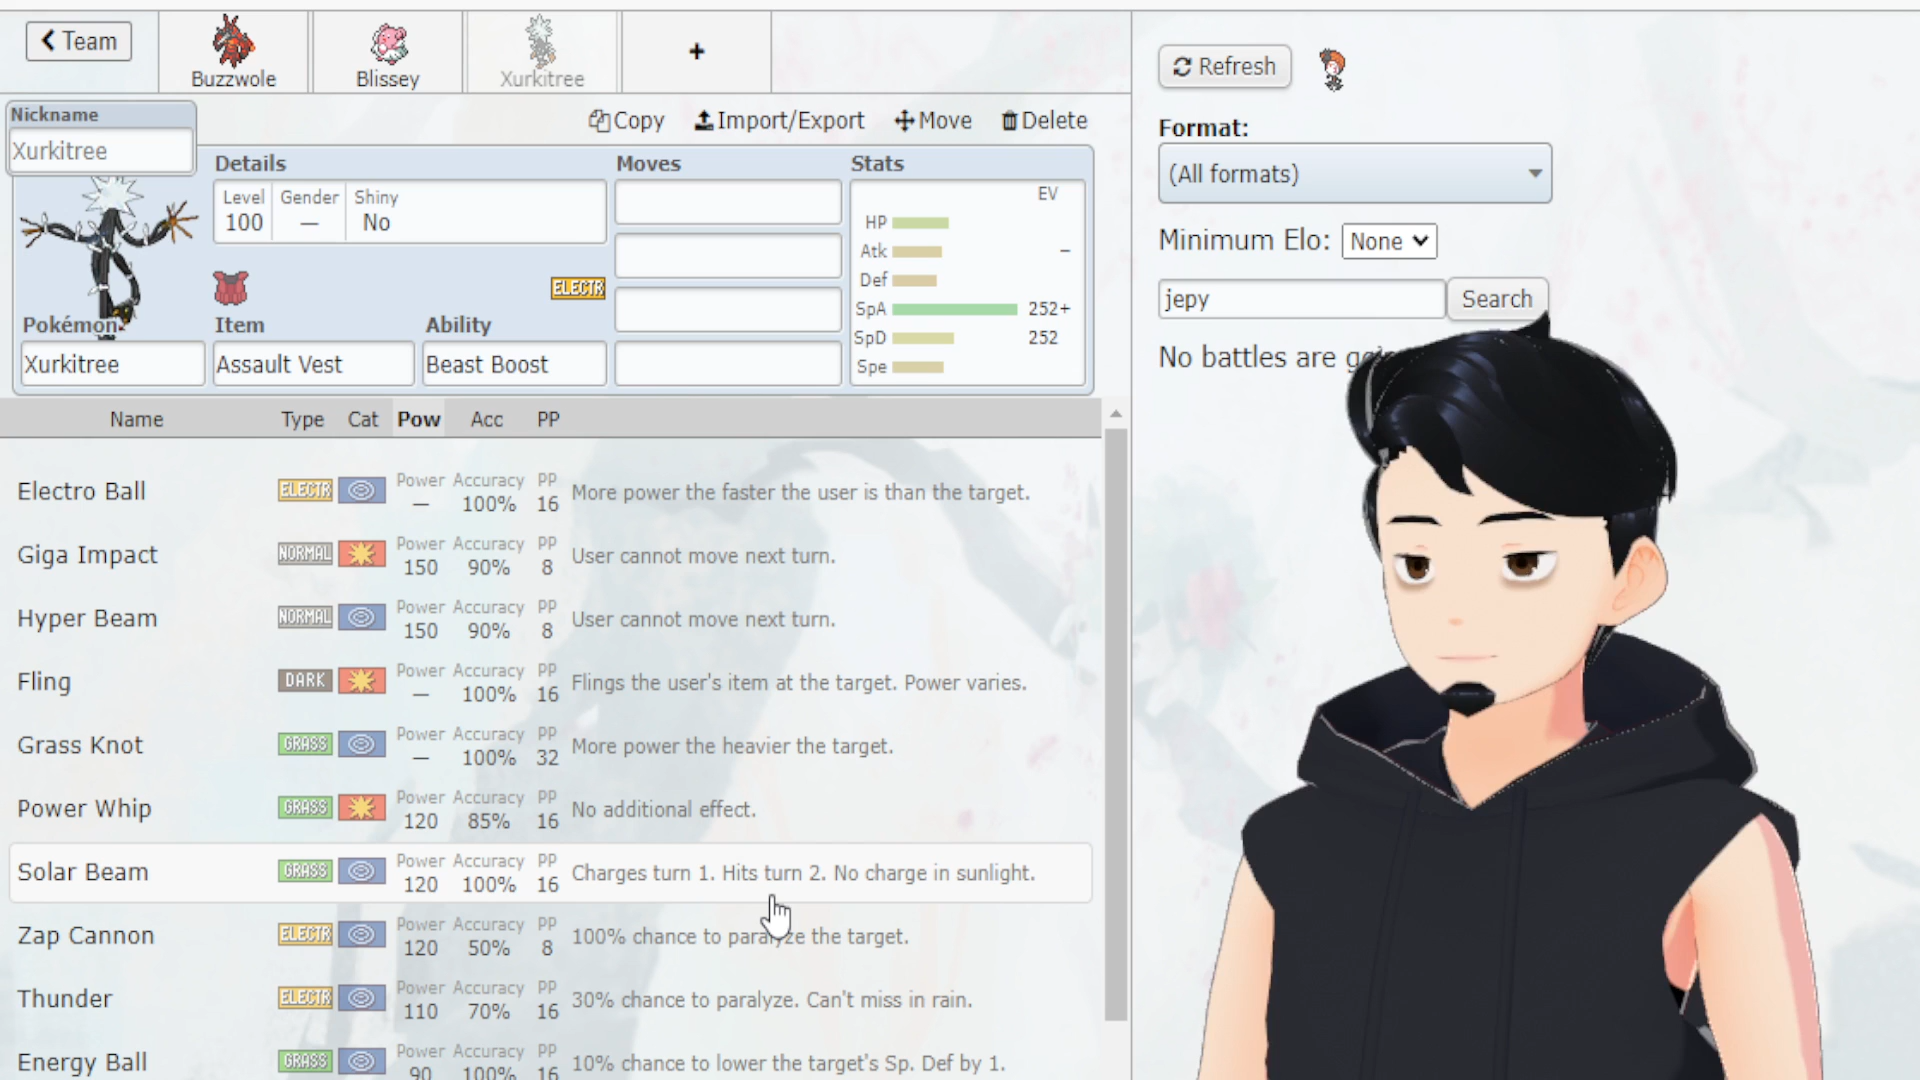 Team
Buzzwole
Blissey
Xurkitree
+
Nickname
Xurkitree
Copy
Import/Export
Move
Delete
Details
Level
100
Gender
—
Shiny
No
ELECTR
Pokémon
Xurkitree
Item
Assault Vest
Ability
Beast Boost
Moves
Stats
EV
HP
Atk –
Def
SpA 252+
SpD 252
Spe
Name Type Cat Pow Acc PP
Electro Ball ELECTR Power — Accuracy 100% PP 16 More power the faster the user is than the target.
Giga Impact NORMAL Power 150 Accuracy 90% PP 8 User cannot move next turn.
Hyper Beam NORMAL Power 150 Accuracy 90% PP 8 User cannot move next turn.
Fling DARK Power — Accuracy 100% PP 16 Flings the user's item at the target. Power varies.
Grass Knot GRASS Power — Accuracy 100% PP 32 More power the heavier the target.
Power Whip GRASS Power 120 Accuracy 85% PP 16 No additional effect.
Solar Beam GRASS Power 120 Accuracy 100% PP 16 Charges turn 1. Hits turn 2. No charge in sunlight.
Zap Cannon ELECTR Power 120 Accuracy 50% PP 8 100% chance to paralyze the target.
Thunder ELECTR Power 110 Accuracy 70% PP 16 30% chance to paralyze. Can't miss in rain.
Energy Ball GRASS Power 90 Accuracy 100% PP 16 10% chance to lower the target's Sp. Def by 1.
Refresh
Format:
(All formats)
Minimum Elo: None
jepy
Search
No battles are